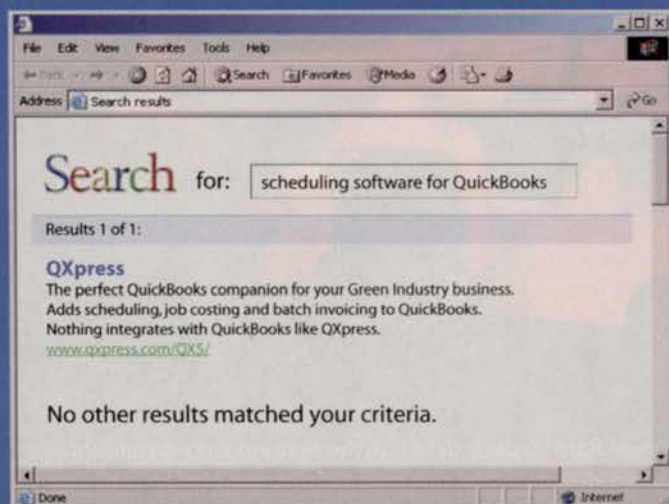 File Edit View Favorites Tools Help
Back Search Favorites Media
Address Search results Go
Search for: scheduling software for QuickBooks
Results 1 of 1:
QXpress
The perfect QuickBooks companion for your Green Industry business.
Adds scheduling, job costing and batch invoicing to QuickBooks.
Nothing integrates with QuickBooks like QXpress.
www.qxpress.com/QX5/
No other results matched your criteria.
Done Internet